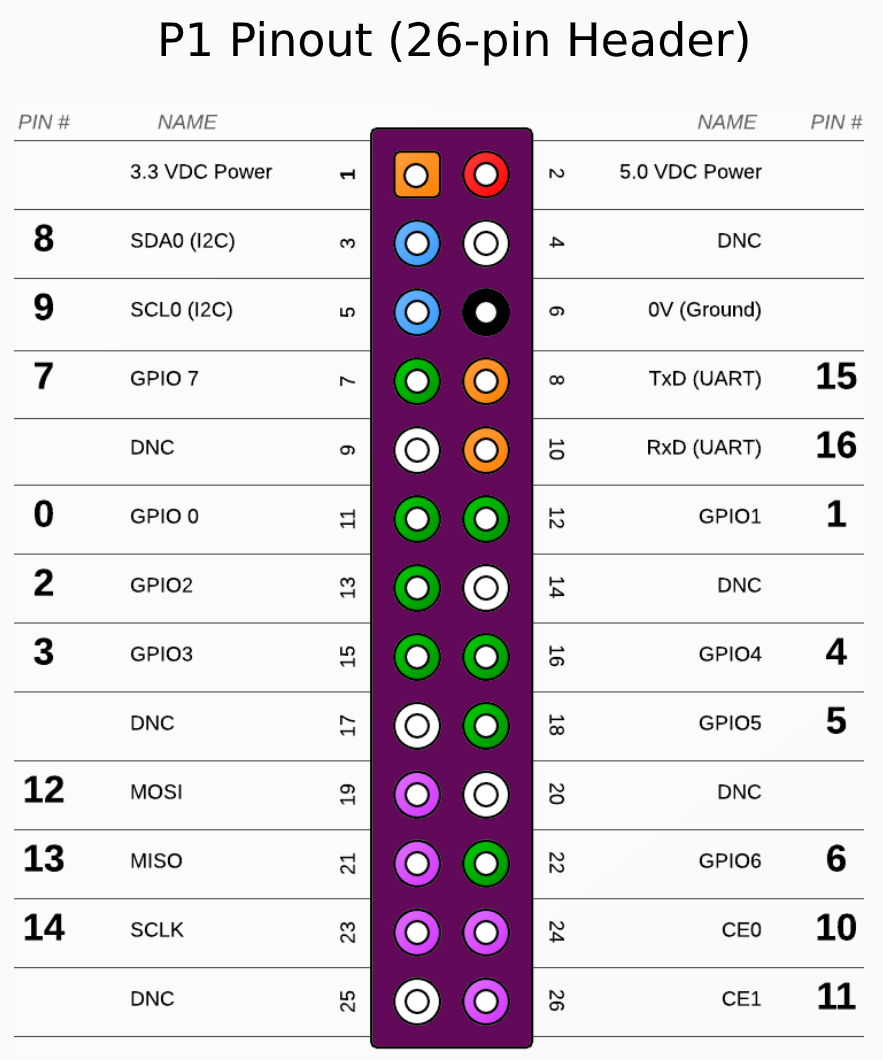 P1 Pinout (26-pin Header)
PIN # NAME NAME PIN #
3.3 VDC Power 1 2 5.0 VDC Power
8 SDA0 (I2C) 3 4 DNC
9 SCL0 (I2C) 5 6 0V (Ground)
7 GPIO 7 7 8 TxD (UART) 15
DNC 9 10 RxD (UART) 16
0 GPIO 0 11 12 GPIO1 1
2 GPIO2 13 14 DNC
3 GPIO3 15 16 GPIO4 4
DNC 17 18 GPIO5 5
12 MOSI 19 20 DNC
13 MISO 21 22 GPIO6 6
14 SCLK 23 24 CE0 10
DNC 25 26 CE1 11